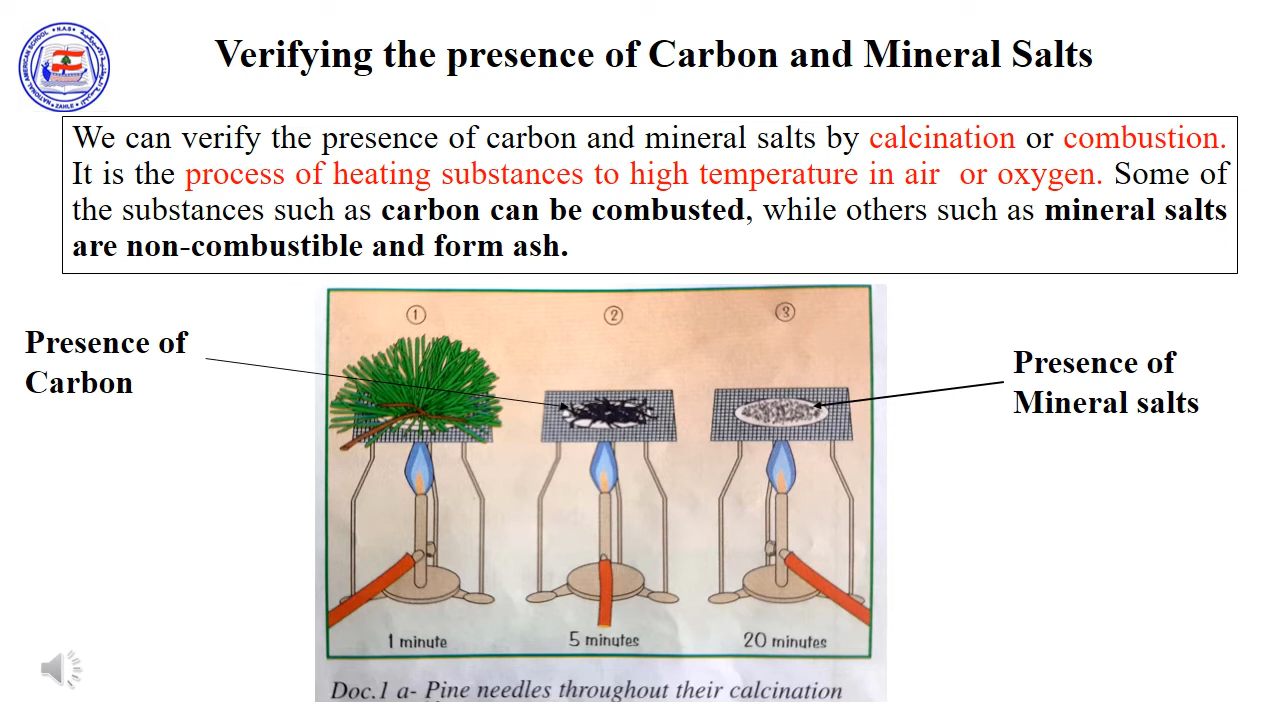 Verifying the presence of Carbon and Mineral Salts
NATIONAL AMERICAN SCHOOL • N.A.S •
• ZAHLE •
We can verify the presence of carbon and mineral salts by calcination or combustion.
It is the process of heating substances to high temperature in air or oxygen. Some of
the substances such as carbon can be combusted, while others such as mineral salts
are non-combustible and form ash.
Presence of
Carbon
Presence of
Mineral salts
1
2
3
1 minute
5 minutes
20 minutes
Doc.1 a- Pine needles throughout their calcination